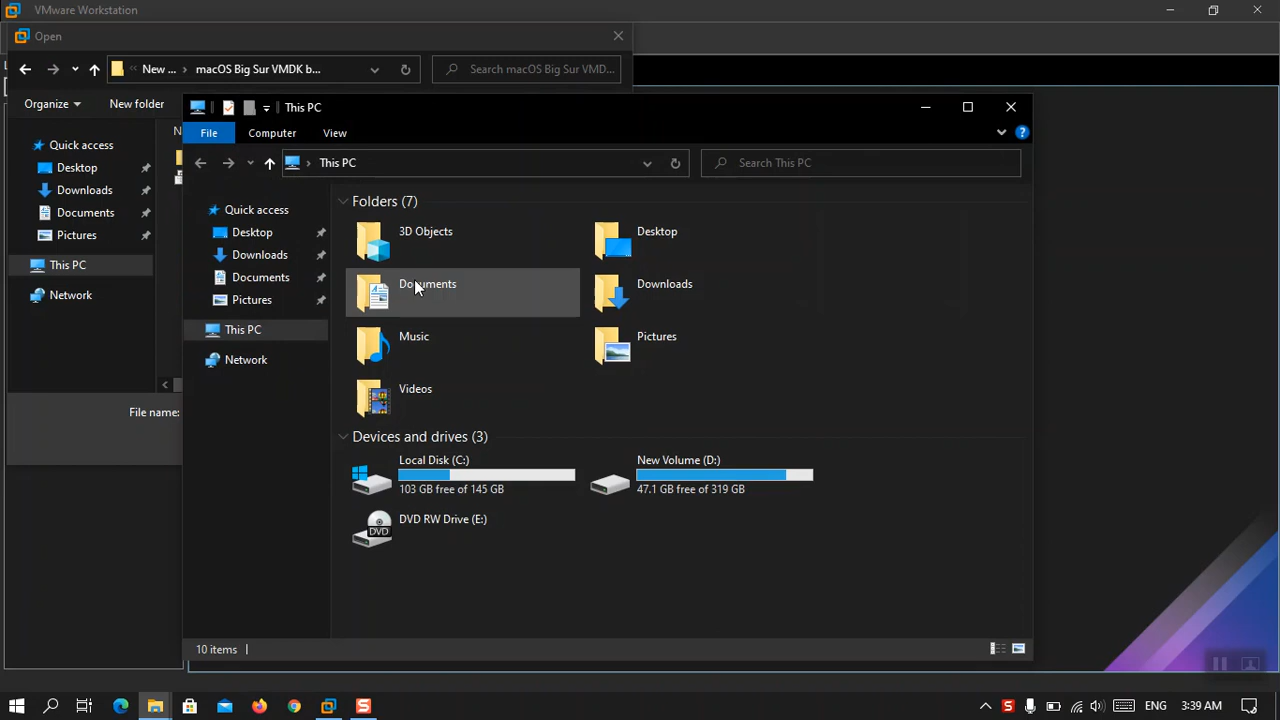 VMware Workstation
Open
New ... macOS Big Sur VMDK b...
Search macOS Big Sur VMD...
Organize
New folder
Quick access
Desktop
Downloads
Documents
Pictures
This PC
Network
File name:
This PC
File
Computer
View
This PC
Search This PC
Quick access
Desktop
Downloads
Documents
Pictures
This PC
Network
Folders (7)
3D Objects
Desktop
Documents
Downloads
Music
Pictures
Videos
Devices and drives (3)
Local Disk (C:)
103 GB free of 145 GB
New Volume (D:)
47.1 GB free of 319 GB
DVD RW Drive (E:)
DVD
10 items
ENG
3:39 AM